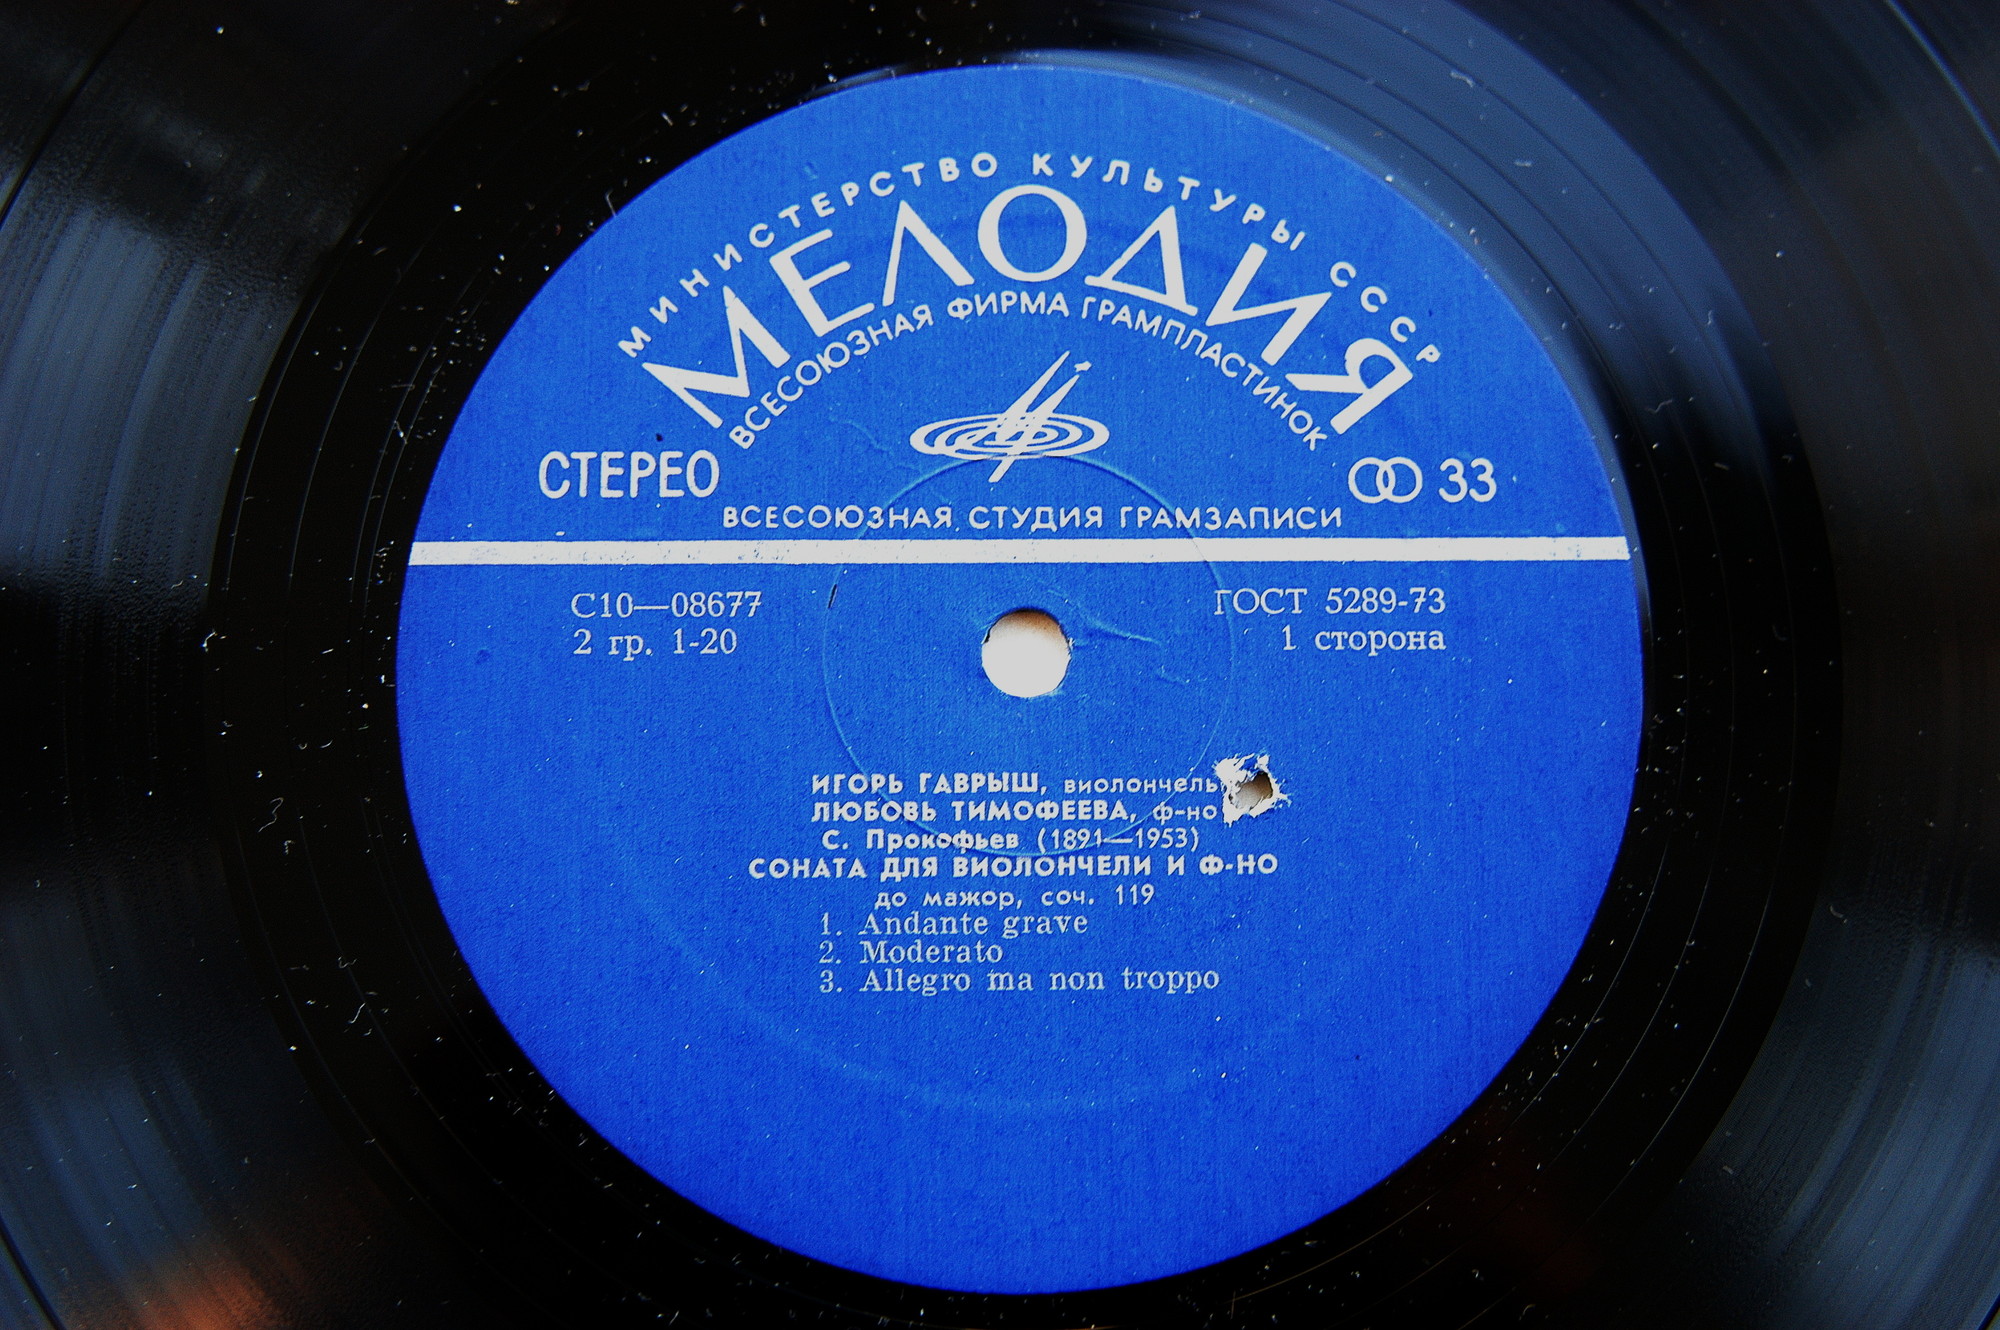 МИНИСТЕРСТВО КУЛЬТУРЫ СССР
МЕЛОДИЯ
ВСЕСОЮЗНАЯ ФИРМА ГРАМПЛАСТИНОК
СТЕРЕО
33
ВСЕСОЮЗНАЯ СТУДИЯ ГРАМЗАПИСИ
С10—08677
ГОСТ 5289-73
2 гр. 1-20
1 сторона
ИГОРЬ ГАВРЫШ, виолончель
ЛЮБОВЬ ТИМОФЕЕВА, ф-но
С. Прокофьев (1891—1953)
СОНАТА ДЛЯ ВИОЛОНЧЕЛИ И Ф-НО
до мажор, соч. 119
1. Andante grave
2. Moderato
3. Allegro ma non troppo